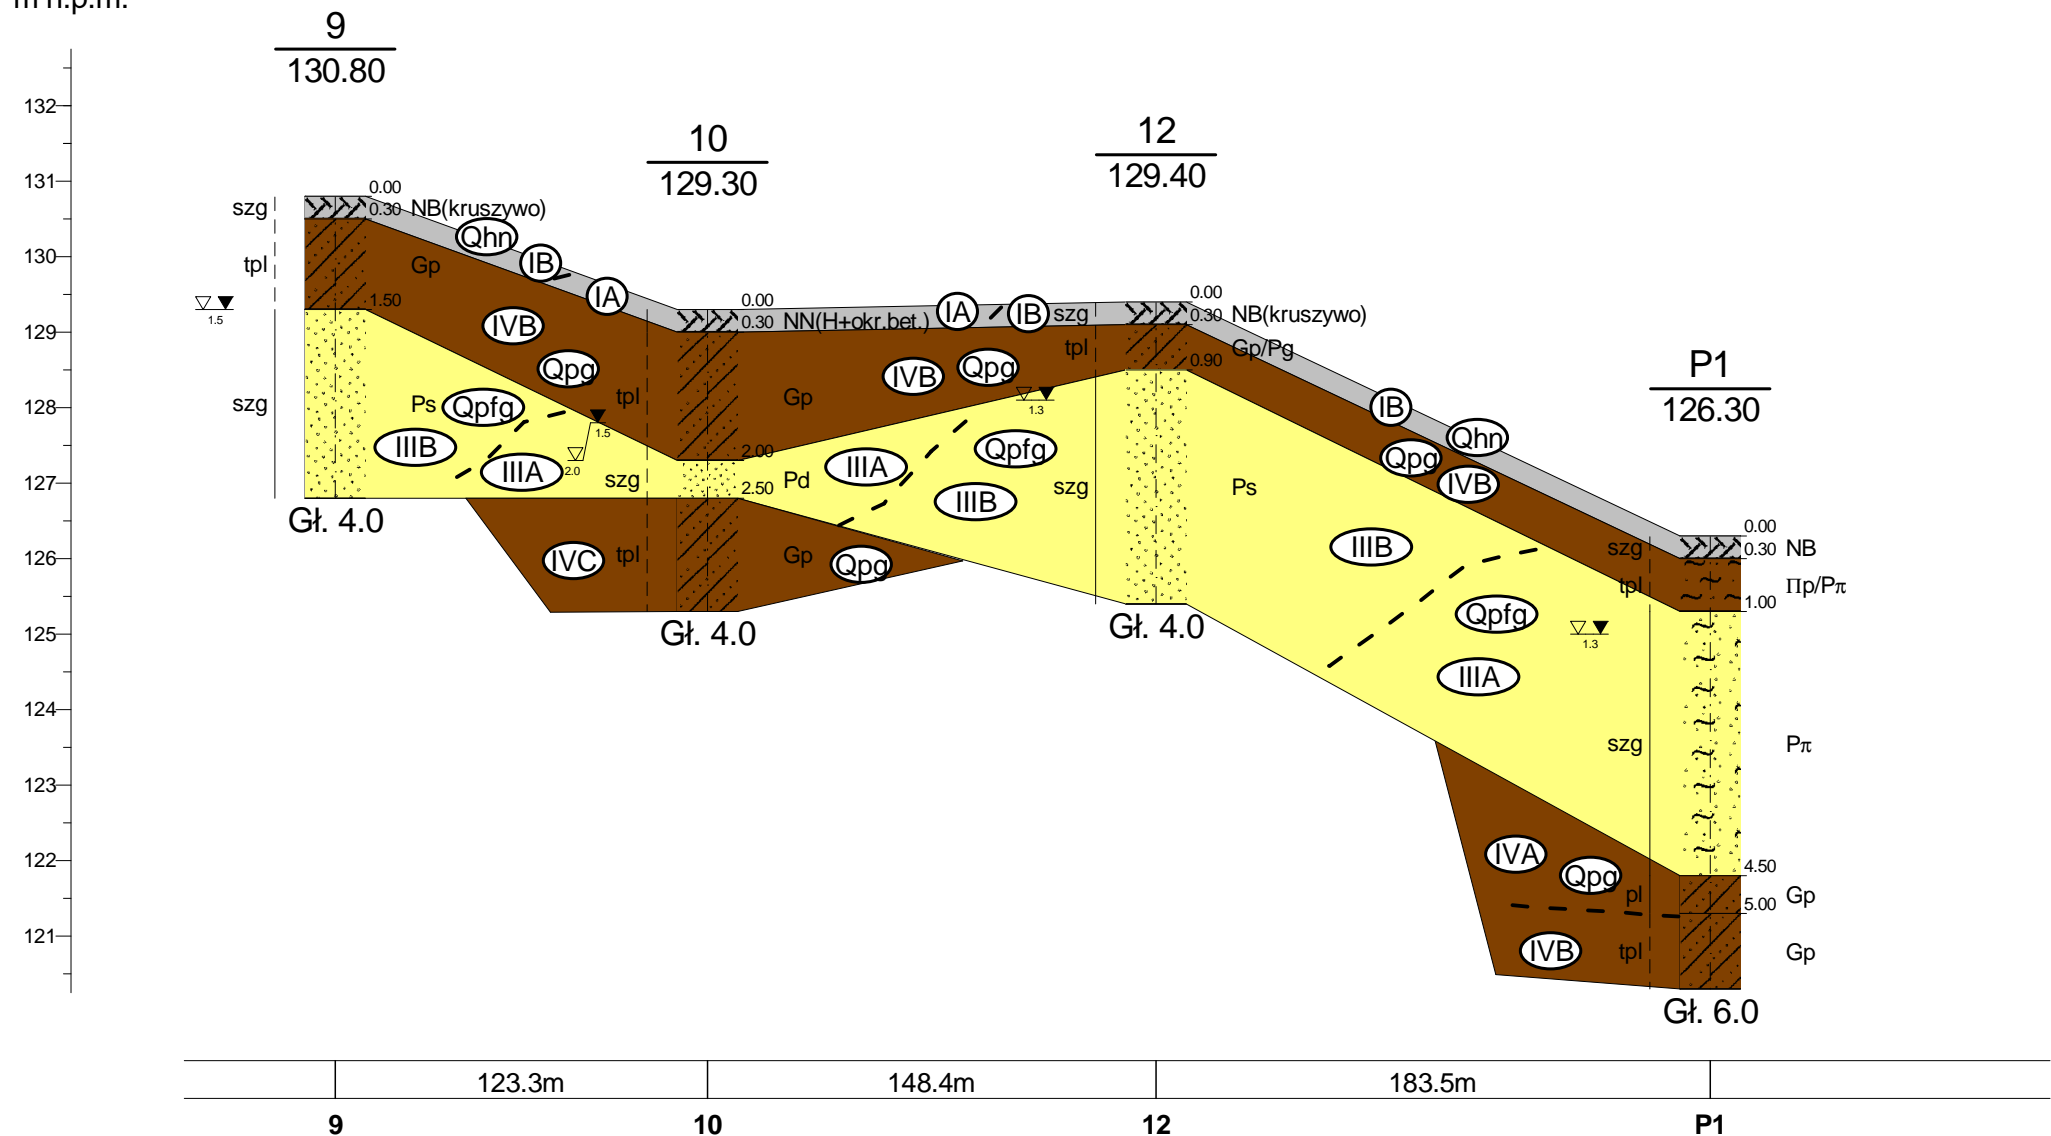 m n.p.m.
9
130.80
10
129.30
12
129.40
P1
126.30
132
131
130
129
128
127
126
125
124
123
122
121
szg
tpl
1.5
szg
0.00
0.30 NB(kruszywo)
Gp
1.50
Qhn
IB
IA
IVB
Qpg
Ps
Qpfg
IIIB
IIIA
1.5
2.0
Gł. 4.0
tpl
szg
IVC
tpl
0.00
0.30 NN(H+okr.bet.)
Gp
2.00
Pd
2.50
Gp
Gł. 4.0
IA
IB
szg
tpl
IVB
Qpg
1.3
IIIA
Qpfg
IIIB
szg
Qpg
0.00
0.30 NB(kruszywo)
Gp/Pg
0.90
Ps
Gł. 4.0
IB
Qhn
Qpg
IVB
IIIB
Qpfg
IIIA
1.3
szg
tpl
szg
IVA
Qpg
pl
IVB
tpl
0.00
0.30 NB
Πp/Pπ
1.00
Pπ
4.50
Gp
5.00
Gp
Gł. 6.0
123.3m
148.4m
183.5m
9
10
12
P1